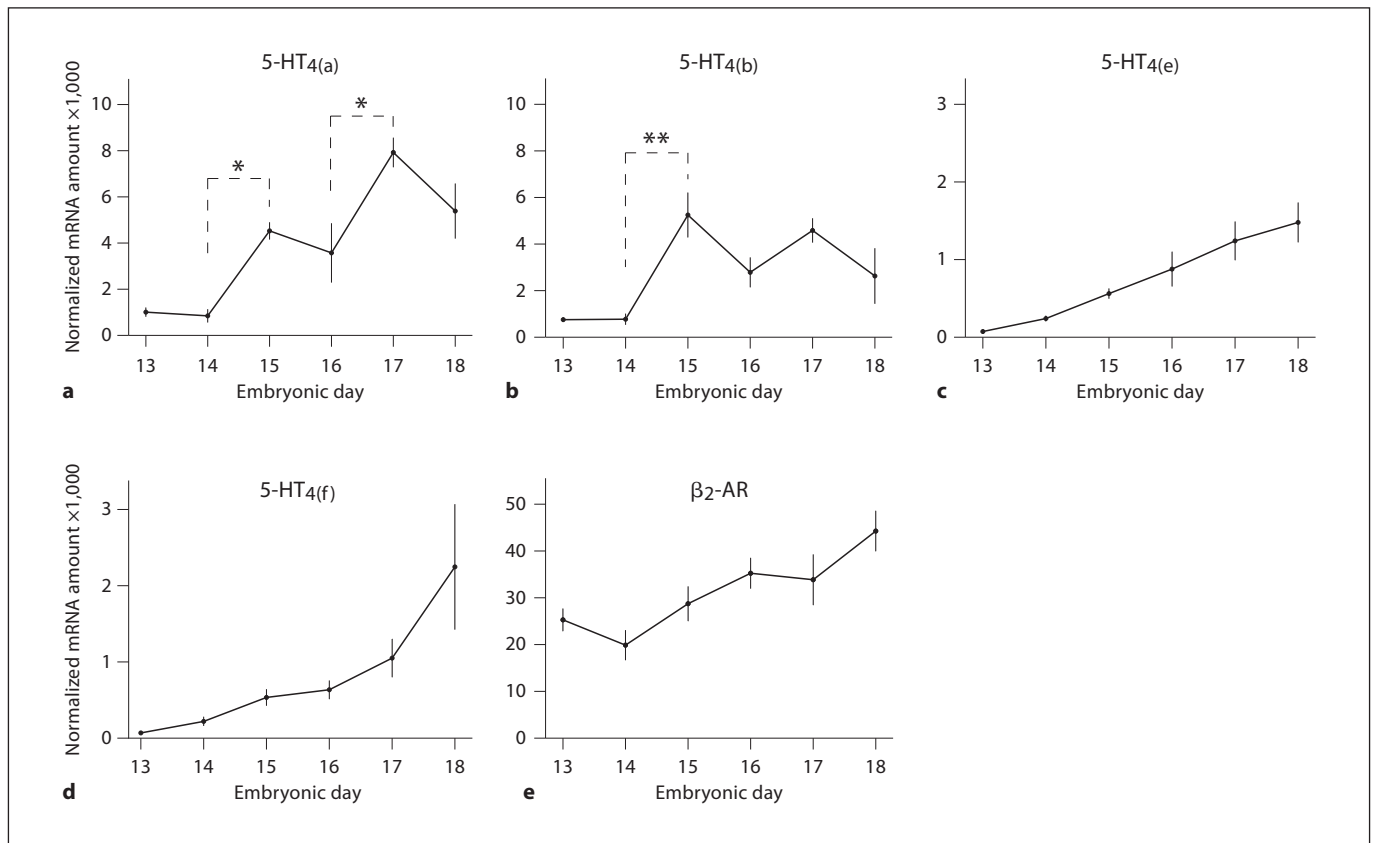 5-HT4(a)
Normalized mRNA amount ×1,000
10
8
6
4
2
0
*
*
13 14 15 16 17 18
Embryonic day
a
5-HT4(b)
10
8
6
4
2
0
**
13 14 15 16 17 18
Embryonic day
b
5-HT4(e)
3
2
1
0
13 14 15 16 17 18
Embryonic day
c
5-HT4(f)
Normalized mRNA amount ×1,000
3
2
1
0
13 14 15 16 17 18
Embryonic day
d
β2-AR
50
40
30
20
10
0
13 14 15 16 17 18
Embryonic day
e